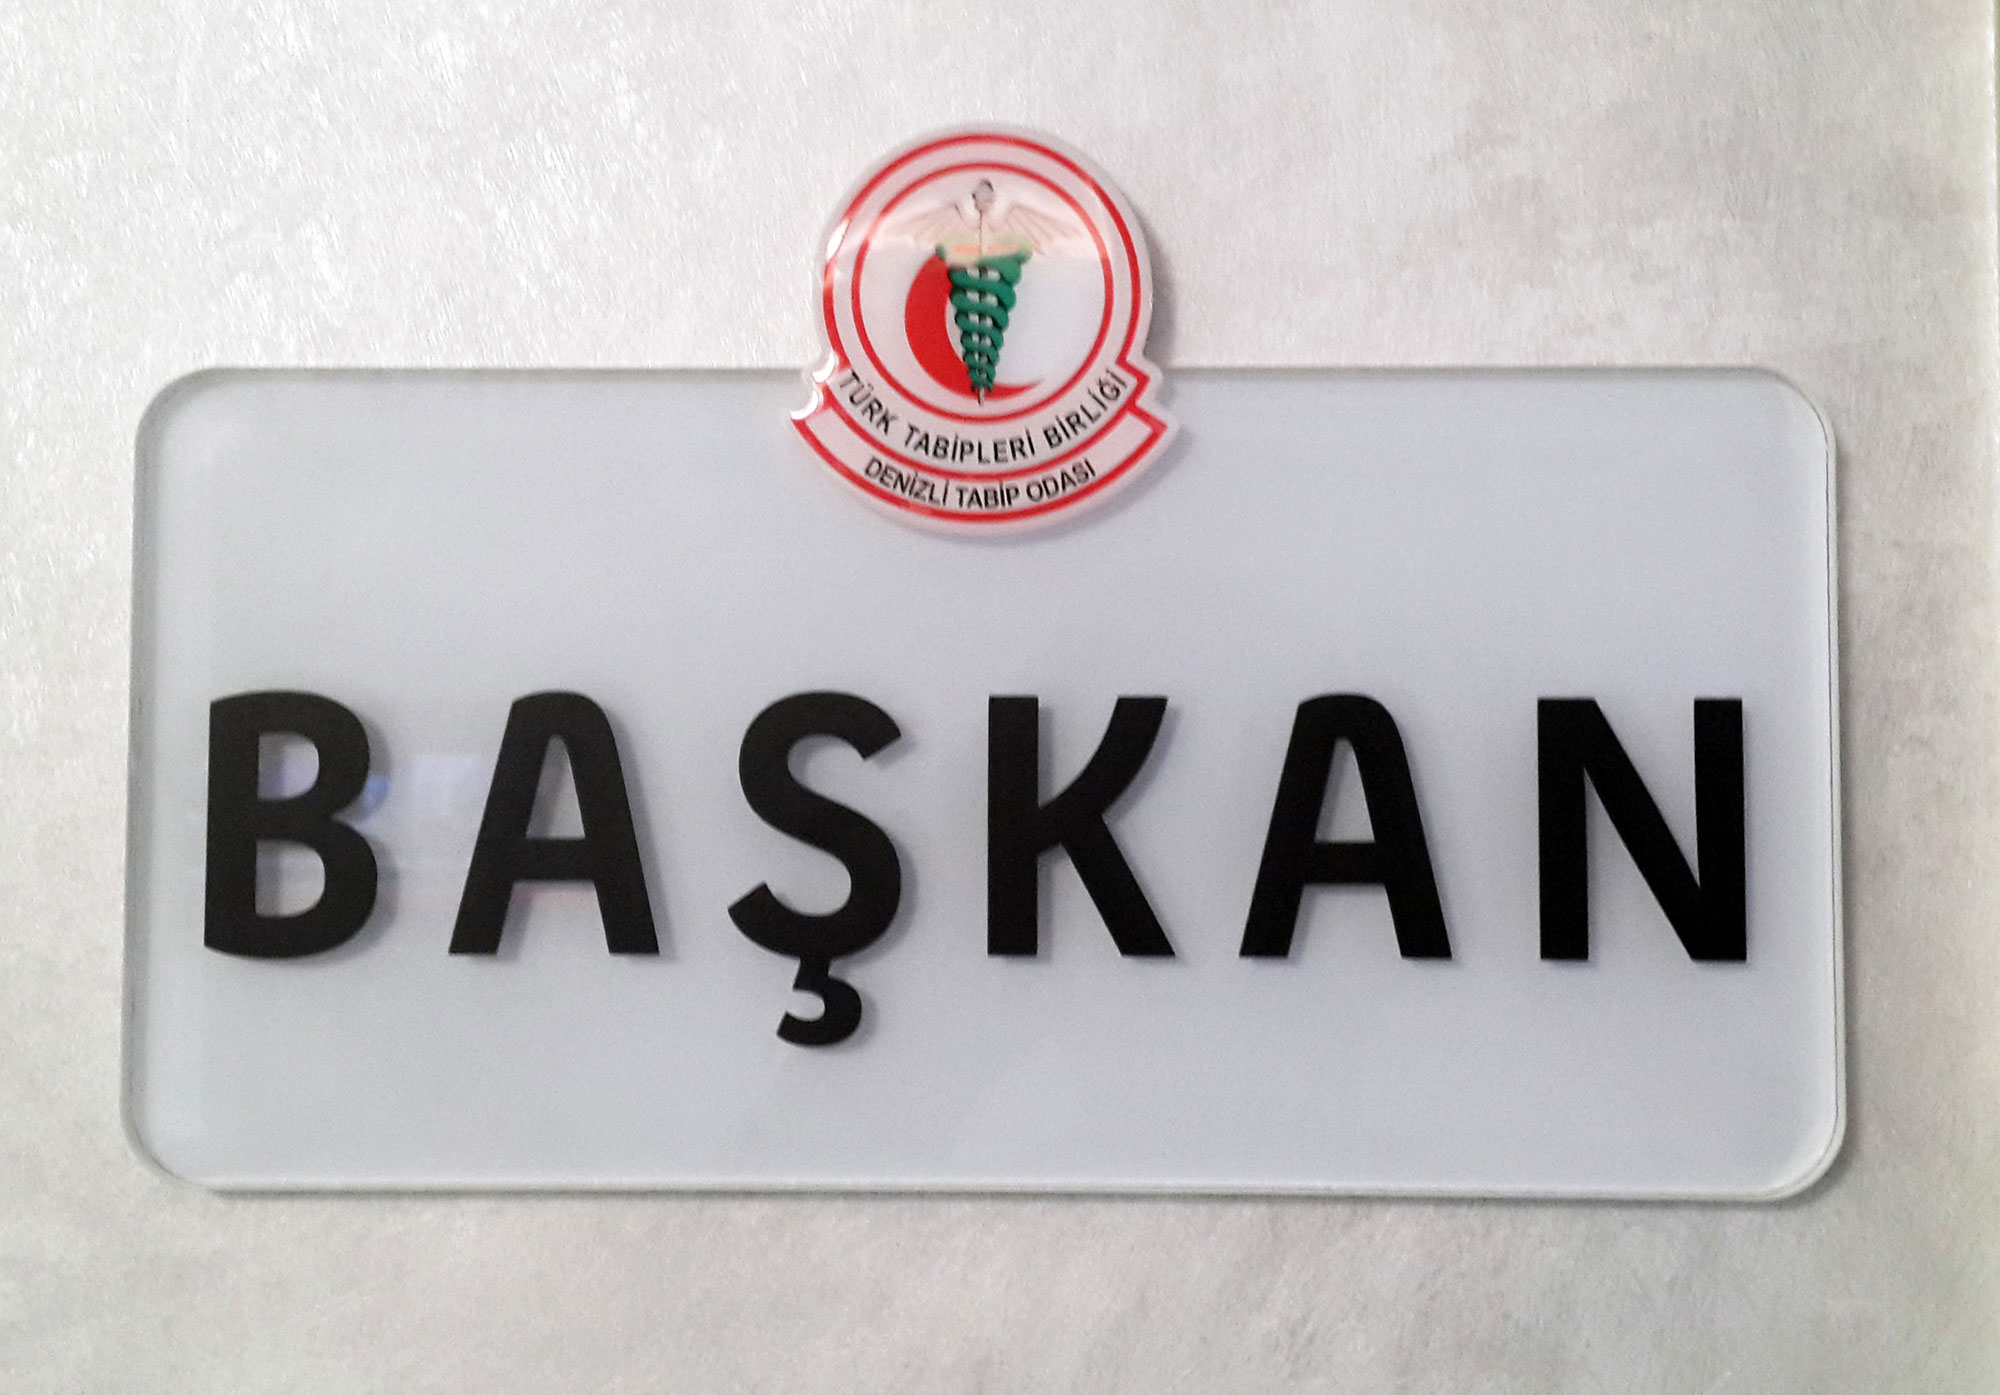 TÜRK TABİPLERİ BİRLİĞİ
DENİZLİ TABİP ODASI
BAŞKAN